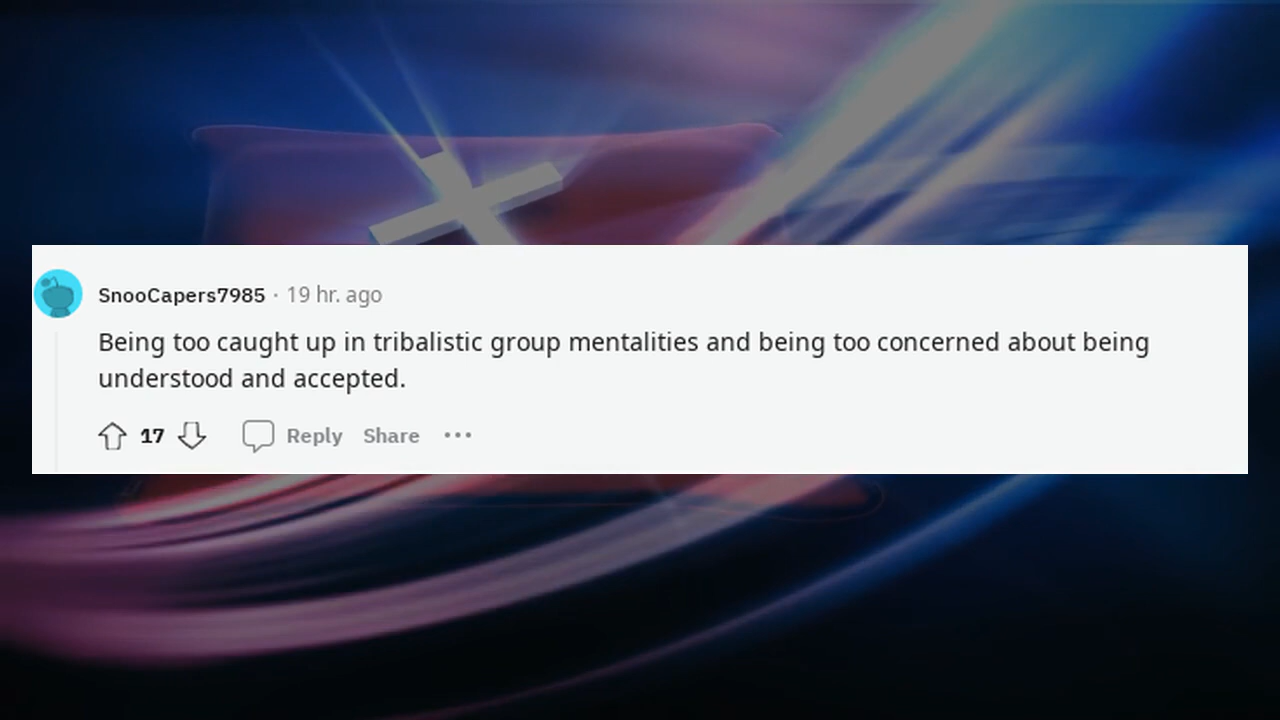 SnooCapers7985 · 19 hr. ago
Being too caught up in tribalistic group mentalities and being too concerned about being
understood and accepted.
17 Reply Share •••